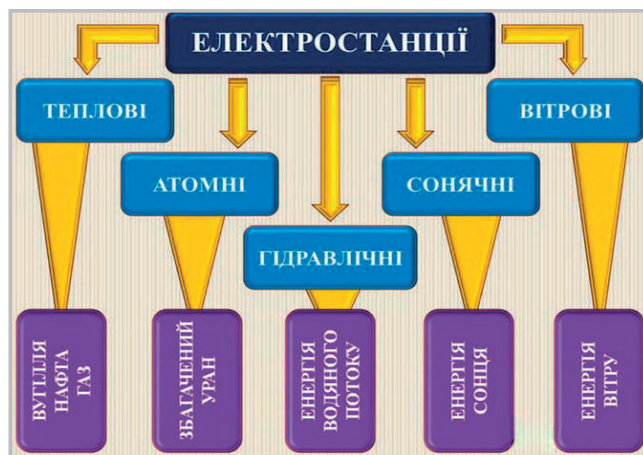 ЕЛЕКТРОСТАНЦІЇ
ТЕПЛОВІ
ВІТРОВІ
АТОМНІ
СОНЯЧНІ
ГІДРАВЛІЧНІ
ВУГІЛЛЯ
НАФТА
ГАЗ
ЗБАГАЧЕНИЙ
УРАН
ЕНЕРГІЯ
ВОДЯНОГО
ПОТОКУ
ЕНЕРГІЯ
СОНЦЯ
ЕНЕРГІЯ
ВІТРУ